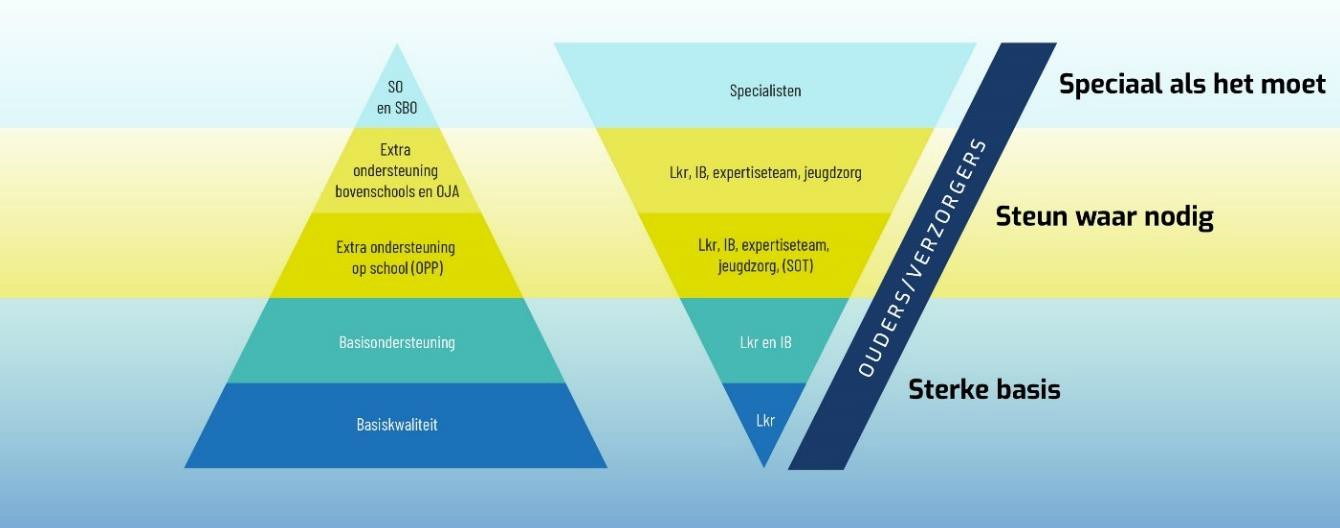 SO
en SBO
Extra
ondersteuning
bovenschools en OJA
Extra ondersteuning
op school (OPP)
Basisondersteuning
Basiskwaliteit
Specialisten
Lkr, IB, expertiseteam, jeugdzorg
Lkr, IB, expertiseteam,
jeugdzorg, (SOT)
Lkr en IB
Lkr
OUDERS/VERZORGERS
Speciaal als het moet
Steun waar nodig
Sterke basis